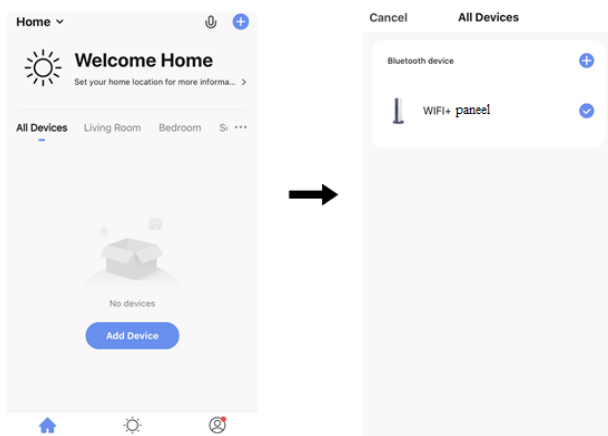 Home
Welcome Home
Set your home location for more informa... >
All Devices Living Room Bedroom S ...
No devices
Add Device
Cancel All Devices
Bluetooth device
WIFI+ paneel